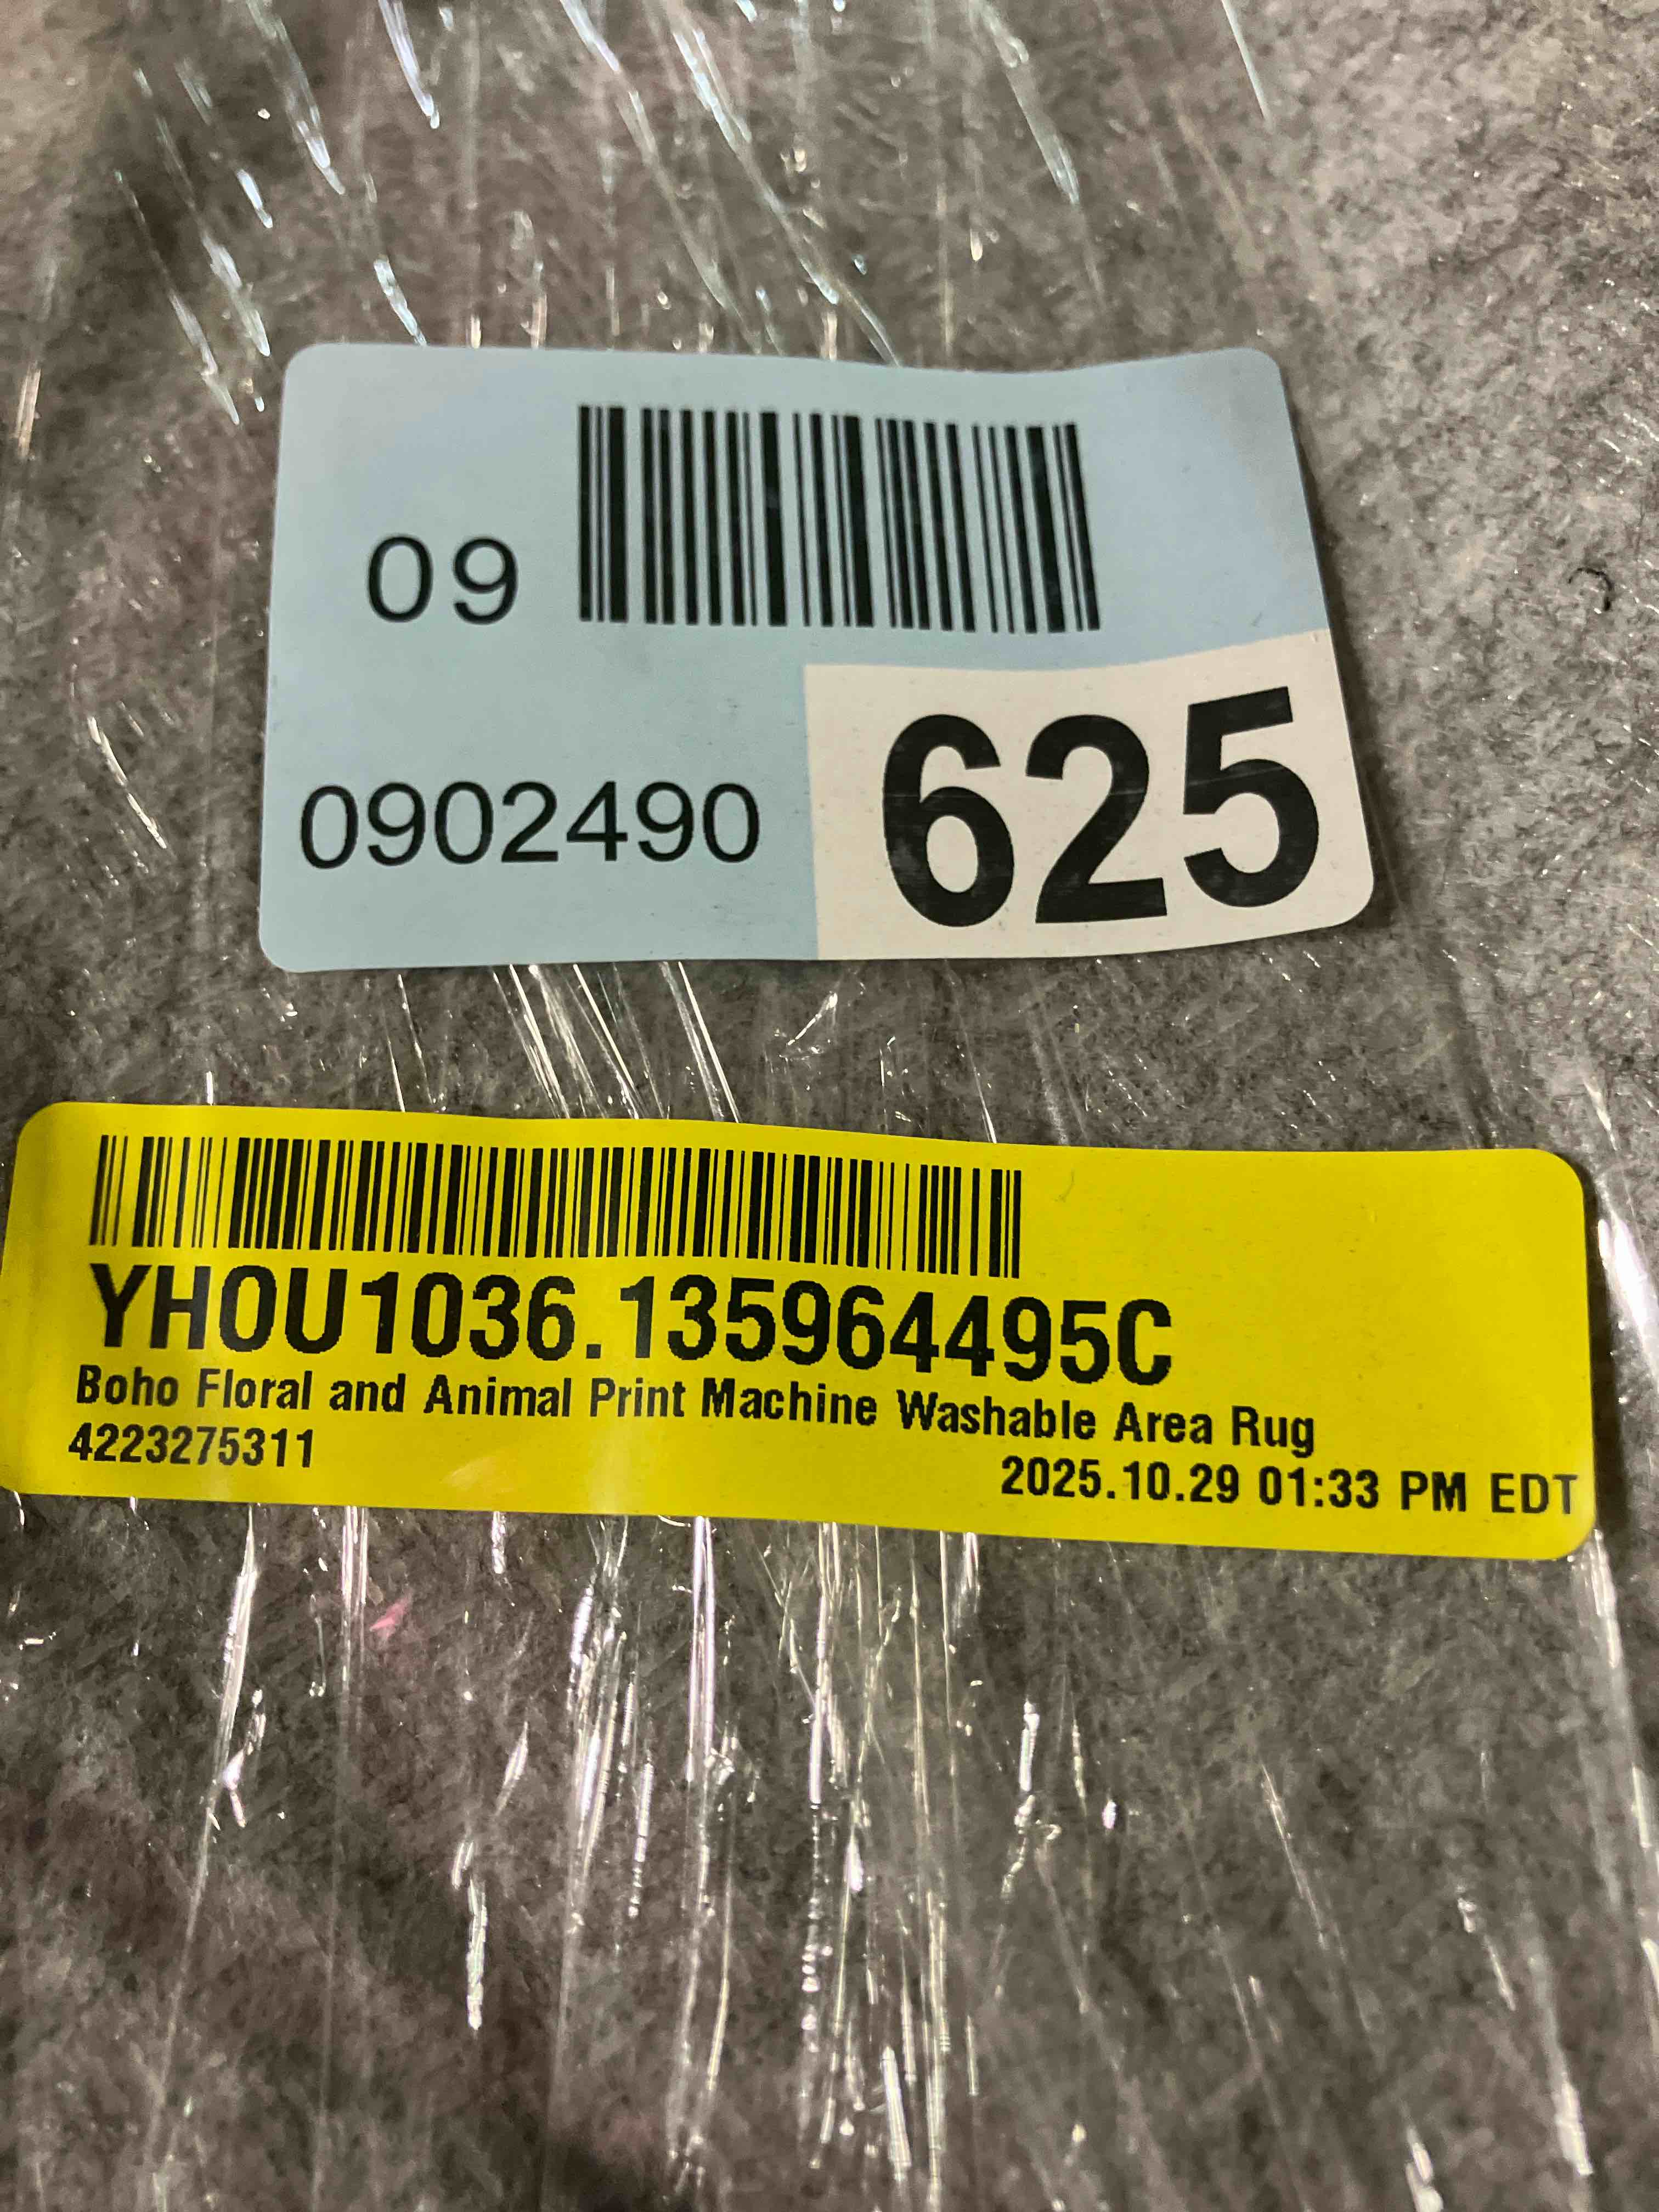 09
0902490
625
YHOU1036.135964495C
Boho Floral and Animal Print Machine Washable Area Rug
4223275311
2025.10.29 01:33 PM EDT